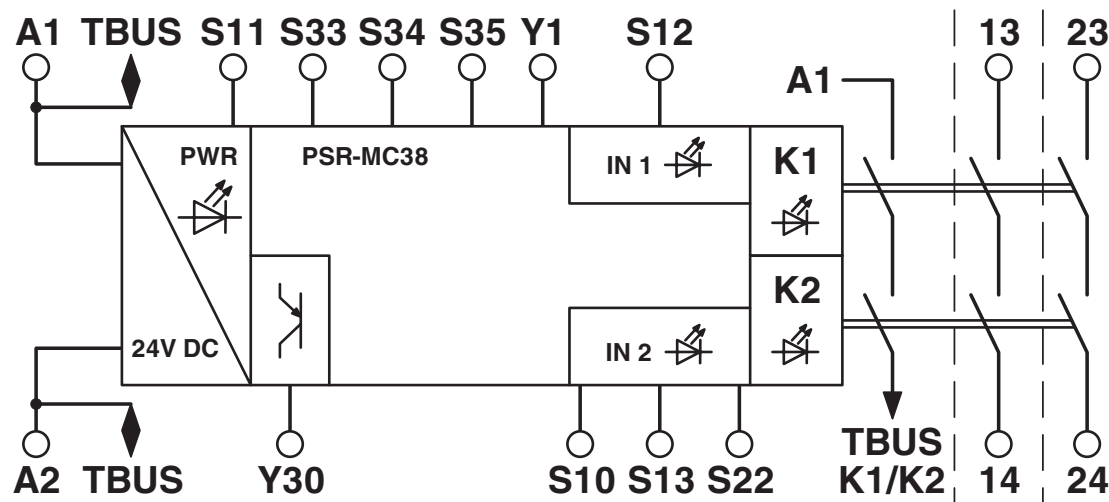 A1 TBUS S11 S33 S34 S35 Y1 S12 13 23
A1
PWR PSR-MC38 IN 1 K1
K2
24V DC IN 2
TBUS
A2 TBUS Y30 S10 S13 S22 K1/K2 14 24